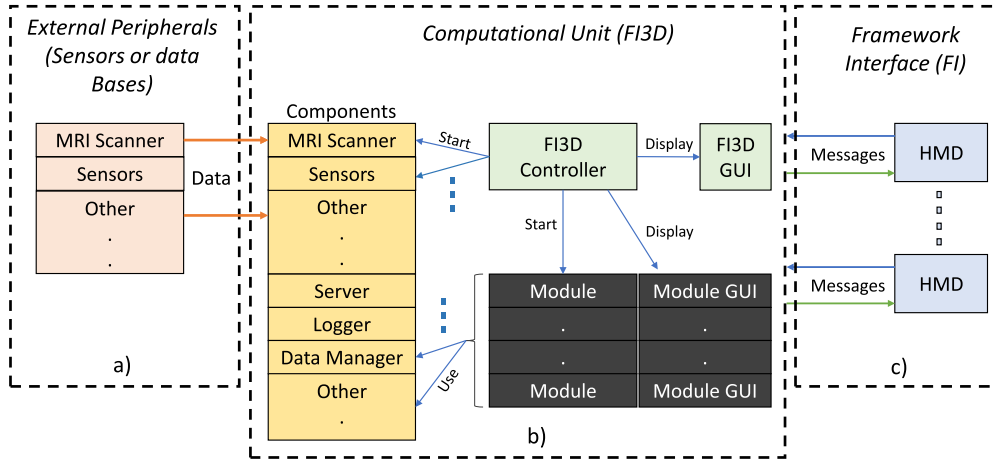 External Peripherals
(Sensors or data
Bases)
MRI Scanner
Sensors
Other
.
.
Data
a)
Computational Unit (FI3D)
Components
MRI Scanner
Sensors
Other
.
.
Server
Logger
Data Manager
Other
.
Start
FI3D
Controller
Display
FI3D
GUI
Start
Display
Module
Module GUI
.
.
.
.
Module
Module GUI
Use
b)
Framework
Interface (FI)
HMD
Messages
HMD
Messages
c)